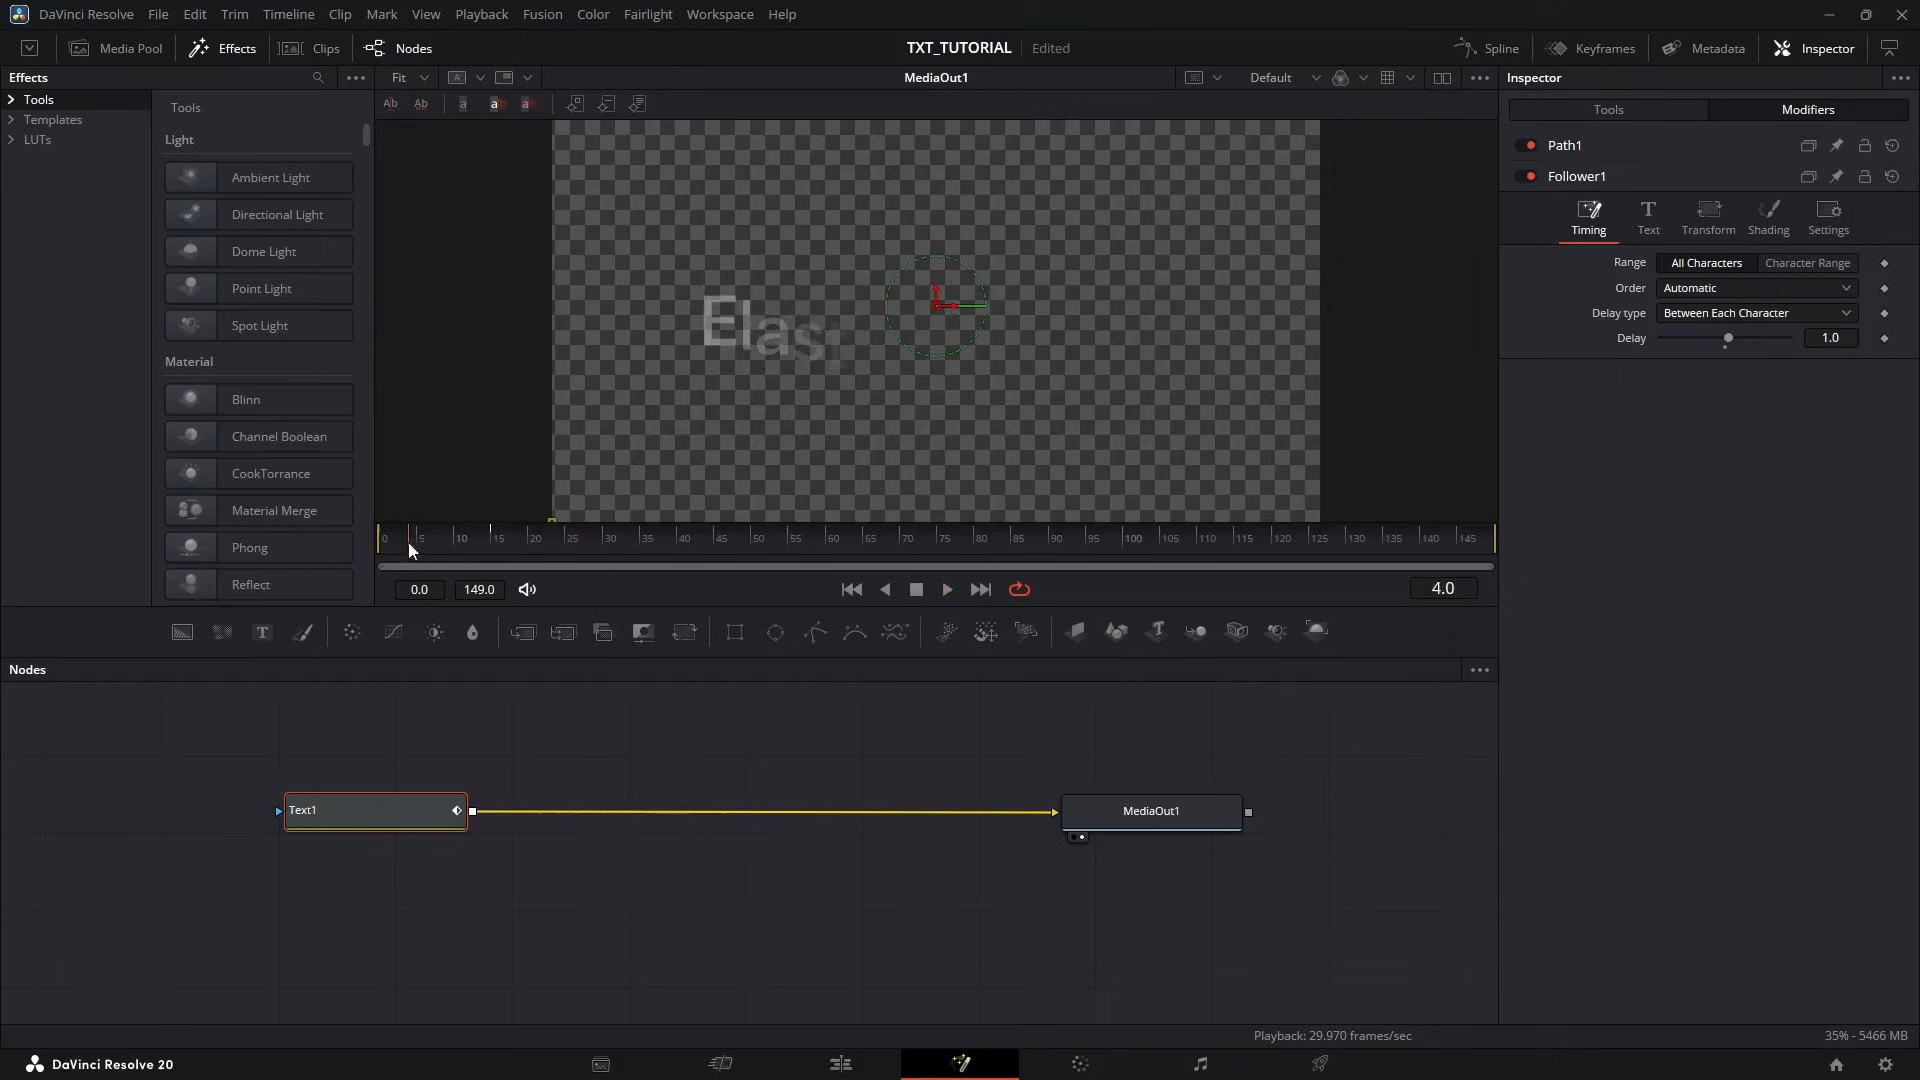 DaVinci Resolve File Edit Trim Timeline Clip Mark View Playback Fusion Color Fairlight Workspace Help
Media Pool Effects Clips Nodes TXT_TUTORIAL Edited Spline Keyframes Metadata Inspector
Effects Fit MediaOut1 Default Inspector
Tools
Templates
LUTs
Tools
Light
Ambient Light
Directional Light
Dome Light
Point Light
Spot Light
Material
Blinn
Channel Boolean
CookTorrance
Material Merge
Phong
Reflect
Elas
0 5 10 15 20 25 30 35 40 45 50 55 60 65 70 75 80 85 90 95 100 105 110 115 120 125 130 135 140 145
0.0 149.0 4.0
Tools Modifiers
Path1
Follower1
Timing Text Transform Shading Settings
Range All Characters Character Range
Order Automatic
Delay type Between Each Character
Delay 1.0
Nodes
Text1 MediaOut1
Playback: 29.970 frames/sec 35% - 5466 MB
DaVinci Resolve 20